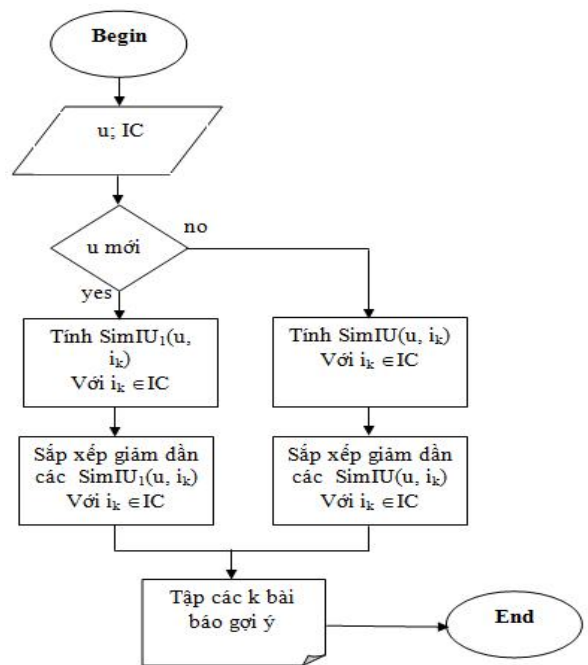 Begin
u; IC
u mới
no
yes
Tính SimIU₁(u,
iₖ)
Với iₖ ∈IC
Tính SimIU(u, iₖ)
Với iₖ ∈IC
Sắp xếp giảm dần
các SimIU₁(u, iₖ)
Với iₖ ∈IC
Sắp xếp giảm dần
các SimIU(u, iₖ)
Với iₖ ∈IC
Tập các k bài
báo gợi ý
End